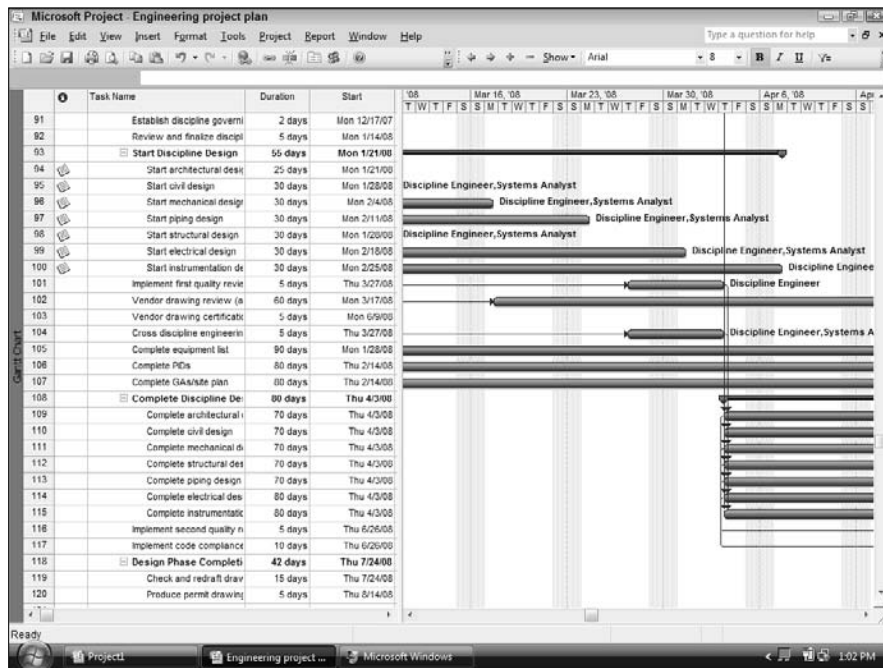 Microsoft Project - Engineering project plan
File Edit View Insert Format Tools Project Report Window Help
Type a question for help
Show Arial 8 B I U
Task Name Duration Start
'08 Mar 16, '08 Mar 23, '08 Mar 30, '08 Apr 6, '08 Apr
T W T F S S M T W T F S S M T W T F S S M T W T F S S M T W T F S S
91 Establish discipline governi 2 days Mon 12/17/07
92 Review and finalize discipl 5 days Mon 1/14/08
93 Start Discipline Design 55 days Mon 1/21/08
94 Start architectural desig 25 days Mon 1/21/08
95 Start civil design 30 days Mon 1/28/08 Discipline Engineer,Systems Analyst
96 Start mechanical design 30 days Mon 2/4/08 Discipline Engineer,Systems Analyst
97 Start piping design 30 days Mon 2/11/08 Discipline Engineer,Systems Analyst
98 Start structural design 30 days Mon 1/28/08 Discipline Engineer,Systems Analyst
99 Start electrical design 30 days Mon 2/18/08 Discipline Engineer,Systems Analyst
100 Start instrumentation de 30 days Mon 2/25/08 Discipline Enginee
101 Implement first quality revie 5 days Thu 3/27/08 Discipline Engineer
102 Vendor drawing review (a 60 days Mon 3/17/08
103 Vendor drawing certificatic 5 days Mon 6/9/08
104 Cross discipline engineerin 5 days Thu 3/27/08 Discipline Engineer,Systems A
105 Complete equipment list 90 days Mon 1/28/08
106 Complete PIDs 80 days Thu 2/14/08
107 Complete GAs/site plan 80 days Thu 2/14/08
108 Complete Discipline De 80 days Thu 4/3/08
109 Complete architectural 70 days Thu 4/3/08
110 Complete civil design 70 days Thu 4/3/08
111 Complete mechanical d 70 days Thu 4/3/08
112 Complete structural des 70 days Thu 4/3/08
113 Complete piping design 70 days Thu 4/3/08
114 Complete electrical des 80 days Thu 4/3/08
115 Complete instrumentatic 80 days Thu 4/3/08
116 Implement second quality r 5 days Thu 6/26/08
117 Implement code compliance 10 days Thu 6/26/08
118 Design Phase Completi 42 days Thu 7/24/08
119 Check and redraft draw 15 days Thu 7/24/08
120 Produce permit drawing 5 days Thu 8/14/08
Gantt Chart
Ready
Project1 Engineering project ... Microsoft Windows 1:02 PM